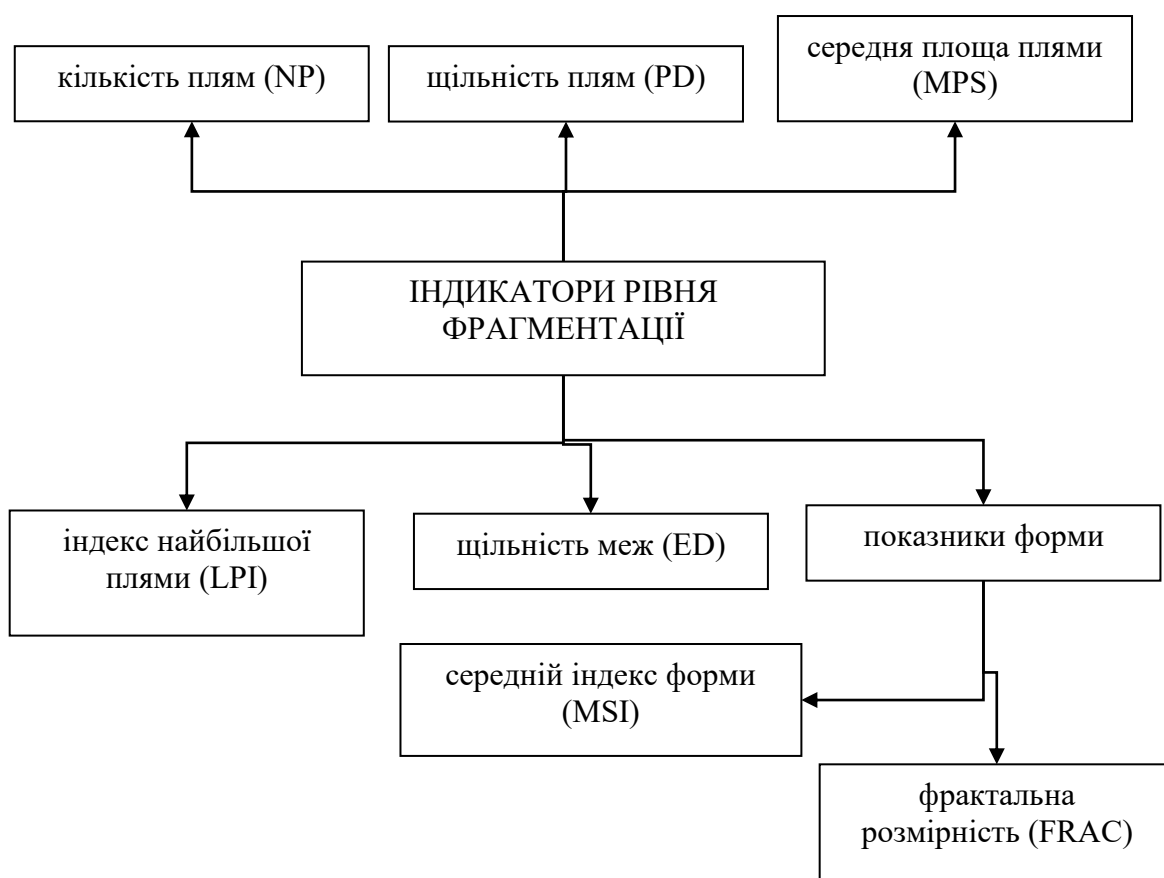 кількість плям (NP)
щільність плям (PD)
середня площа плями
(MPS)
ІНДИКАТОРИ РІВНЯ
ФРАГМЕНТАЦІЇ
індекс найбільшої
плями (LPI)
щільність меж (ED)
показники форми
середній індекс форми
(MSI)
фрактальна
розмірність (FRAC)